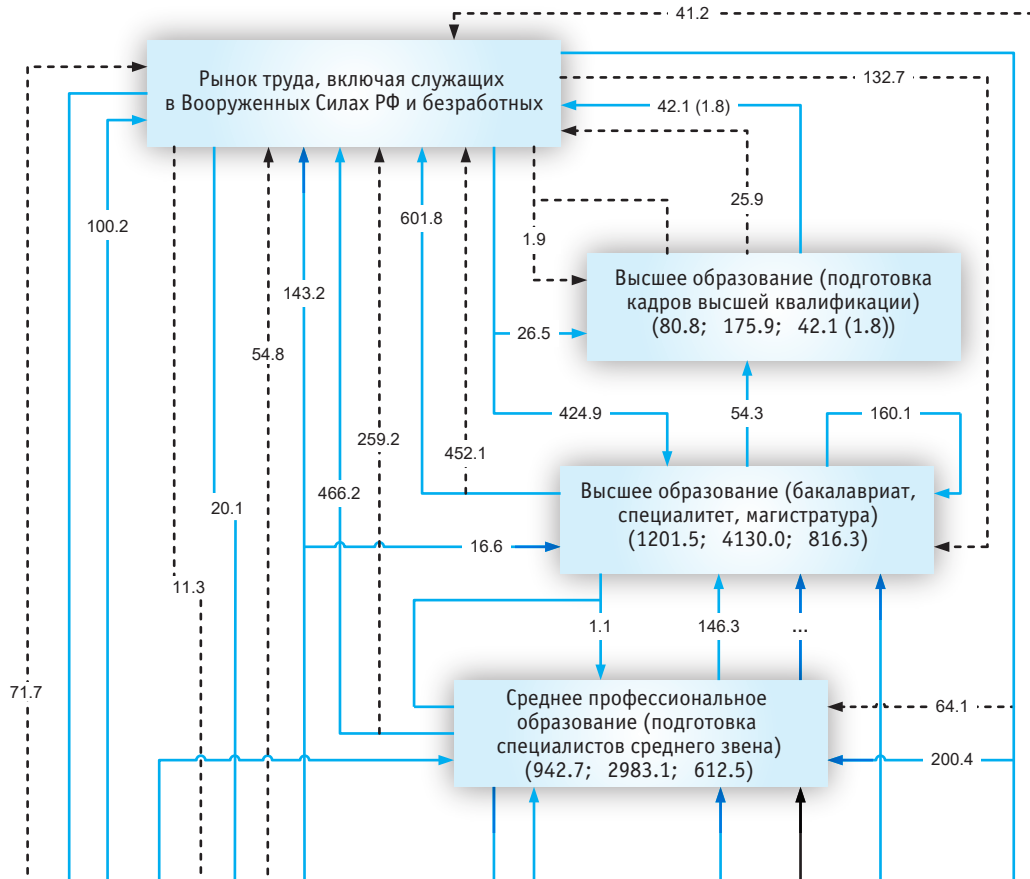 41.2
Рынок труда, включая служащих
в Вооруженных Силах РФ и безработных
132.7
42.1 (1.8)
25.9
601.8
100.2
1.9
Высшее образование (подготовка
кадров высшей квалификации)
(80.8; 175.9; 42.1 (1.8))
143.2
26.5
54.8
424.9
54.3
160.1
259.2
452.1
466.2
Высшее образование (бакалавриат,
специалитет, магистратура)
(1201.5; 4130.0; 816.3)
20.1
16.6
11.3
1.1
146.3
...
71.7
Среднее профессиональное
образование (подготовка
специалистов среднего звена)
(942.7; 2983.1; 612.5)
64.1
200.4